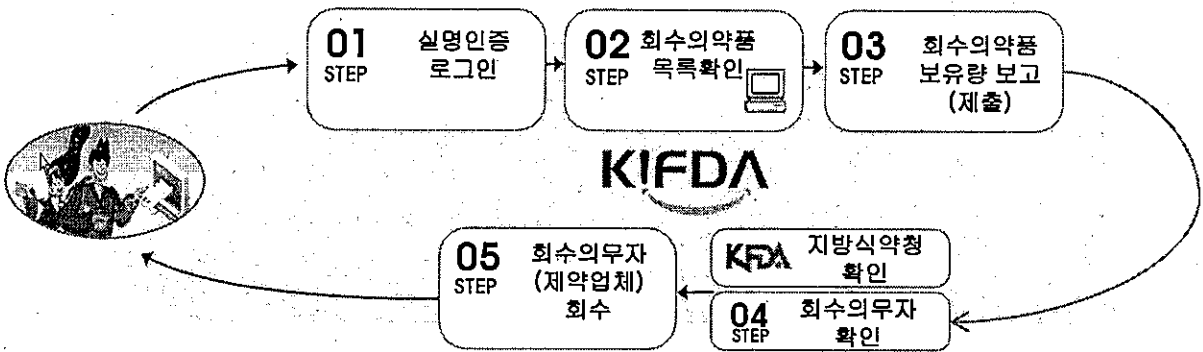 01
STEP
실명인증
로그인
02
STEP
회수의약품
목록확인
03
STEP
회수의약품
보유량 보고
(제출)
K!FDA
KFDA
지방식약청
확인
04
STEP
회수의무자
확인
05
STEP
회수의무자
(제약업체)
회수